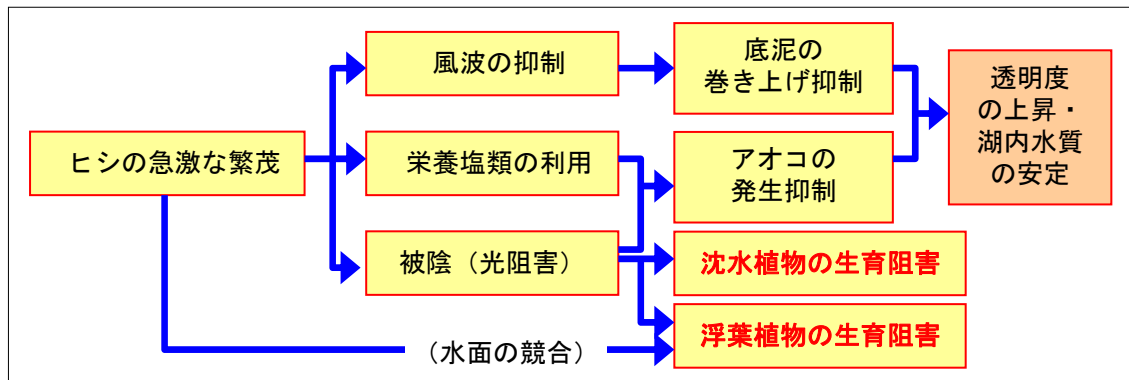 ヒシの急激な繁茂
風波の抑制
栄養塩類の利用
被陰（光阻害）
（水面の競合）
底泥の
巻き上げ抑制
アオコの
発生抑制
沈水植物の生育阻害
浮葉植物の生育阻害
透明度
の上昇・
湖内水質
の安定